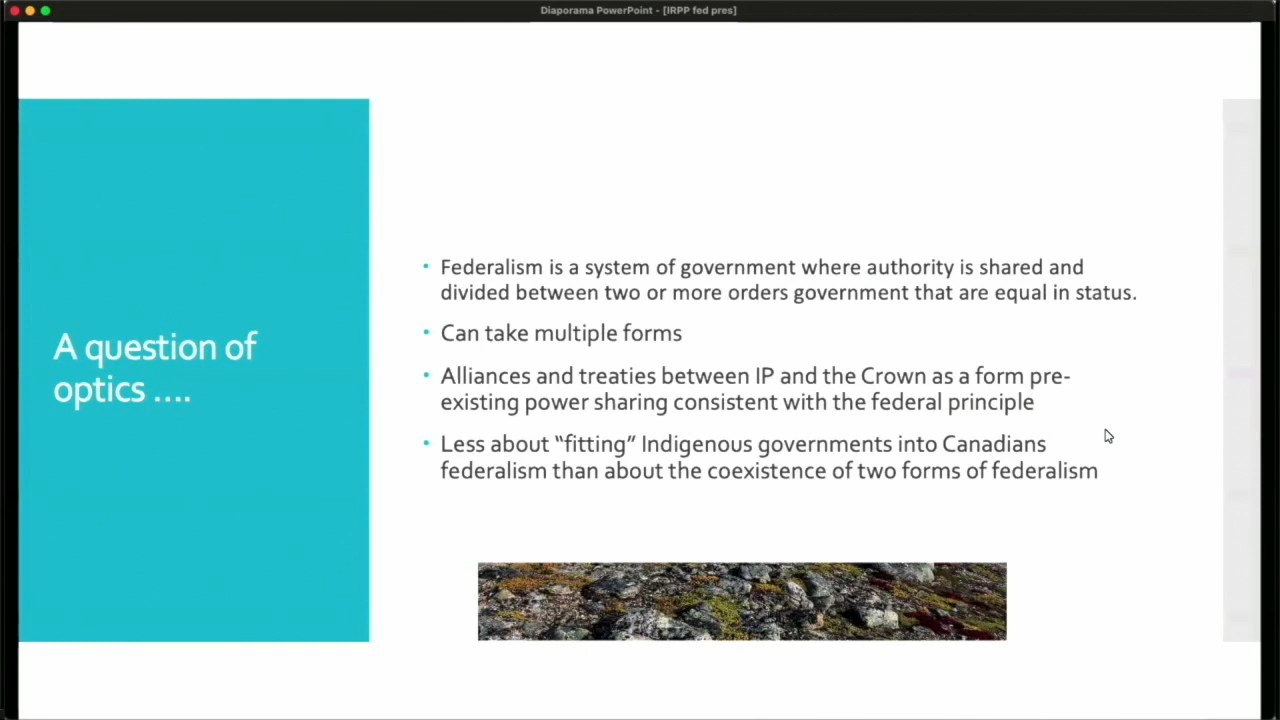 Diaporama PowerPoint - [IRPP fed pres]
A question of
optics ....
• Federalism is a system of government where authority is shared and
divided between two or more orders government that are equal in status.
• Can take multiple forms
• Alliances and treaties between IP and the Crown as a form pre-
existing power sharing consistent with the federal principle
• Less about “fitting” Indigenous governments into Canadians
federalism than about the coexistence of two forms of federalism